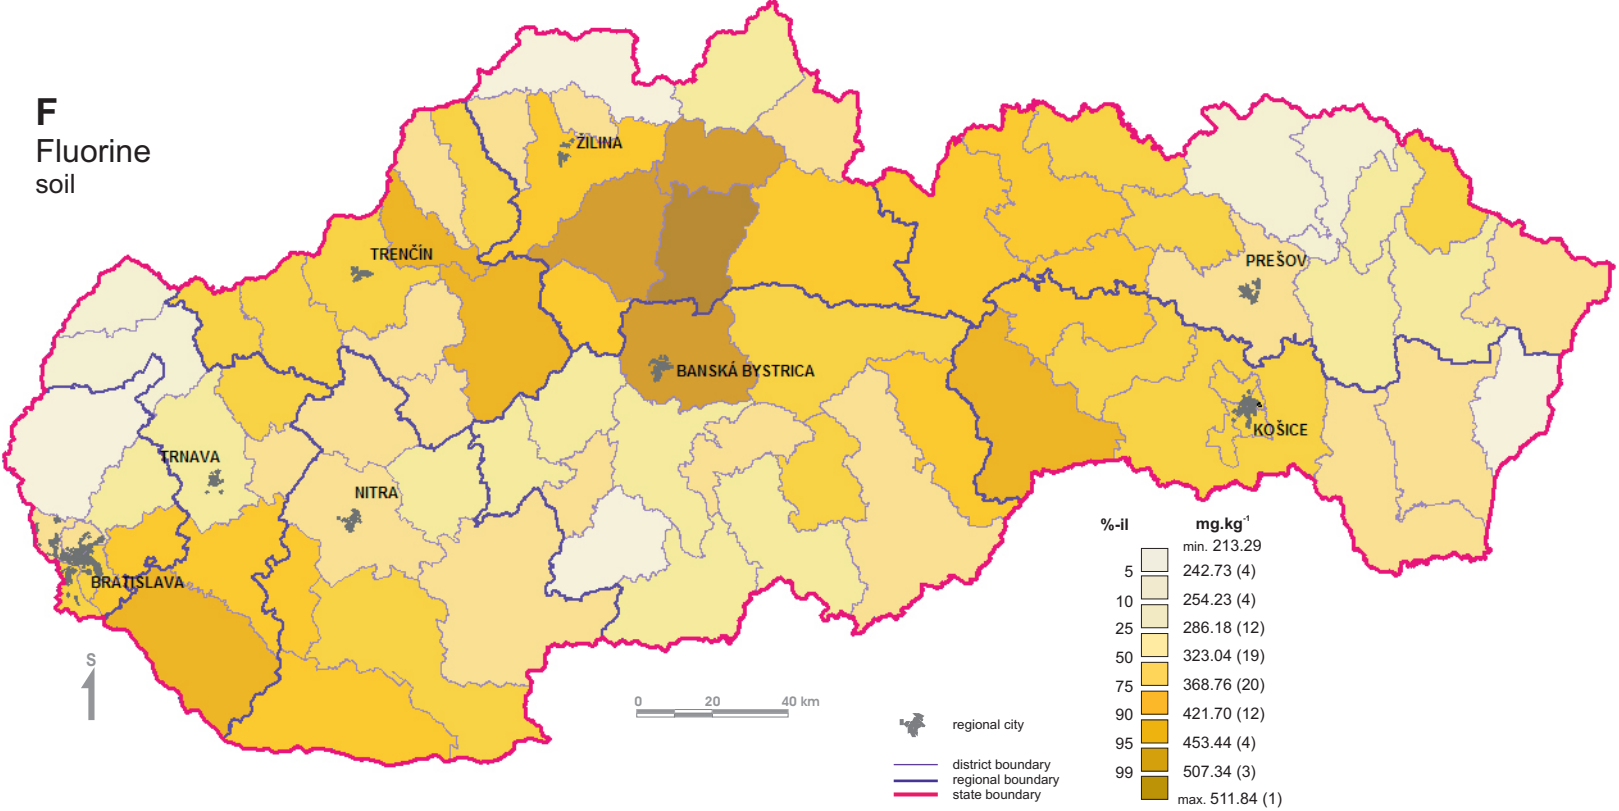 F
Fluorine
soil
ŽILINA
TRENČÍN
PREŠOV
BANSKÁ BYSTRICA
KOŠICE
TRNAVA
NITRA
BRATISLAVA
S
0 20 40 km
regional city
district boundary
regional boundary
state boundary
%-il mg.kg⁻¹
min. 213.29
5 242.73 (4)
10 254.23 (4)
25 286.18 (12)
50 323.04 (19)
75 368.76 (20)
90 421.70 (12)
95 453.44 (4)
99 507.34 (3)
max. 511.84 (1)